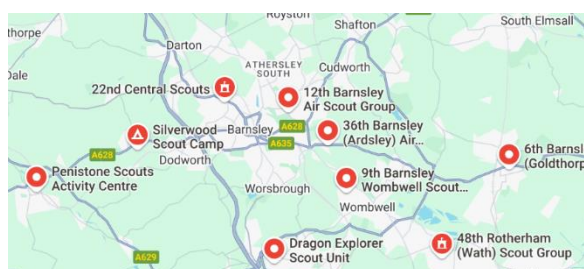 Royston
Shafton
South Elmsall
thorpe
Darton
Dale
ATHERSLEY
SOUTH
Cudworth
22nd Central Scouts
12th Barnsley
Air Scout Group
Silverwood
Scout Camp
Barnsley
A628
A635
36th Barnsley
(Ardsley) Air...
A628
Dodworth
6th Barnsl
(Goldthorp
Penistone Scouts
Activity Centre
Worsbrough
9th Barnsley
Wombwell Scout...
Wombwell
A629
Dragon Explorer
Scout Unit
48th Rotherham
(Wath) Scout Group